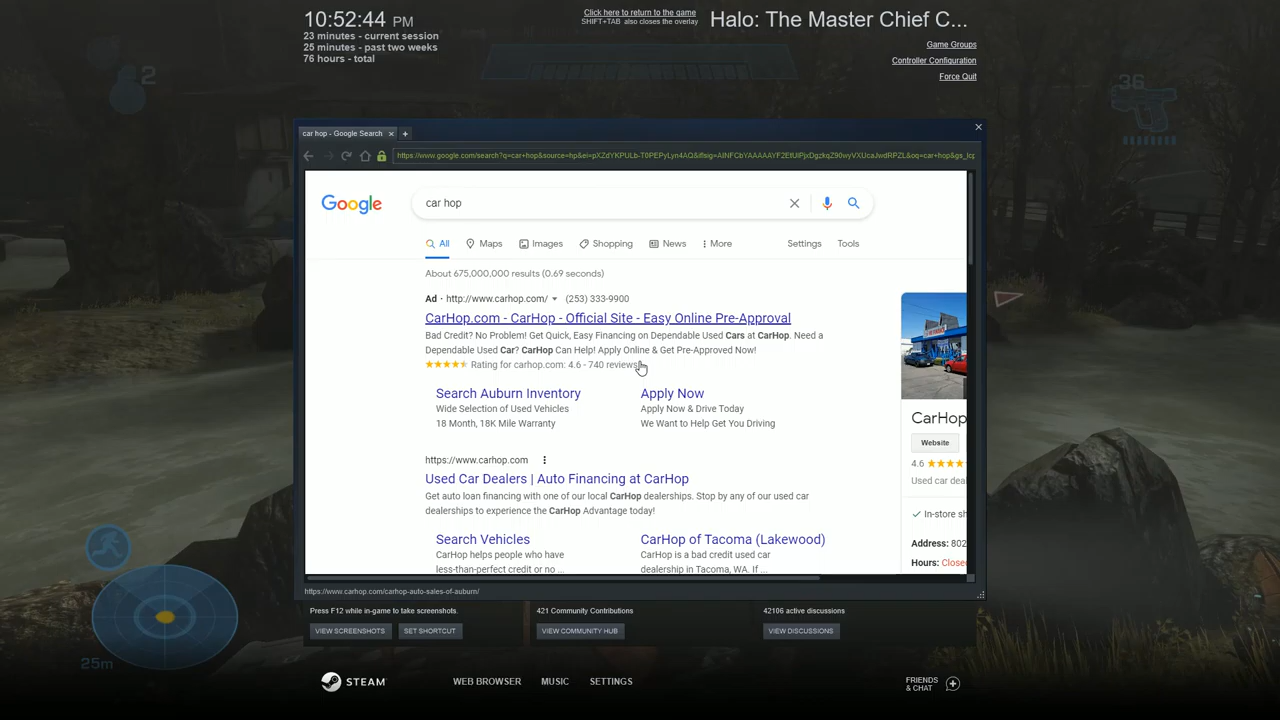 10:52:44 PM
23 minutes - current session
25 minutes - past two weeks
76 hours - total
Click here to return to the game
SHIFT+TAB also closes the overlay
Halo: The Master Chief C...
Game Groups
Controller Configuration
Force Quit
2
36
car hop - Google Search
Google
car hop
All Maps Images Shopping News More Settings Tools
About 675,000,000 results (0.69 seconds)
Ad · http://www.carhop.com/ (253) 333-9900
CarHop.com - CarHop - Official Site - Easy Online Pre-Approval
Bad Credit? No Problem! Get Quick, Easy Financing on Dependable Used Cars at CarHop. Need a
Dependable Used Car? CarHop Can Help! Apply Online & Get Pre-Approved Now!
Rating for carhop.com: 4.6 - 740 reviews
Search Auburn Inventory
Wide Selection of Used Vehicles
18 Month, 18K Mile Warranty
Apply Now
Apply Now & Drive Today
We Want to Help Get You Driving
https://www.carhop.com
Used Car Dealers | Auto Financing at CarHop
Get auto loan financing with one of our local CarHop dealerships. Stop by any of our used car
dealerships to experience the CarHop Advantage today!
Search Vehicles
CarHop helps people who have
less-than-perfect credit or no ...
CarHop of Tacoma (Lakewood)
CarHop is a bad credit used car
dealership in Tacoma, WA. If ...
CarHop
Website
4.6
Used car deal
In-store sh
Address: 802
Hours: Close
https://www.carhop.com/carhop-auto-sales-of-auburn/
Press F12 while in-game to take screenshots.
VIEW SCREENSHOTS SET SHORTCUT
421 Community Contributions
VIEW COMMUNITY HUB
42106 active discussions
VIEW DISCUSSIONS
25m
STEAM
WEB BROWSER MUSIC SETTINGS
FRIENDS
& CHAT